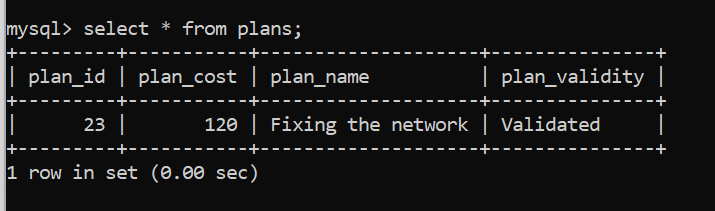 mysql> select * from plans;
+---------+-----------+--------------------+---------------+
| plan_id | plan_cost | plan_name          | plan_validity |
+---------+-----------+--------------------+---------------+
|      23 |       120 | Fixing the network | Validated     |
+---------+-----------+--------------------+---------------+
1 row in set (0.00 sec)